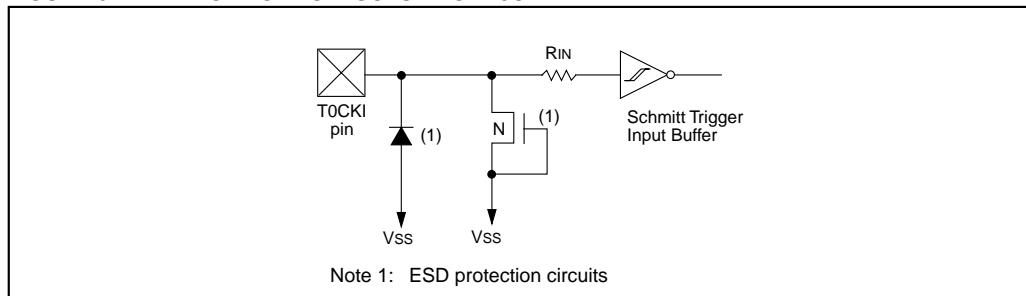 RIN
T0CKI
pin
(1)
N
(1)
Schmitt Trigger
Input Buffer
VSS
VSS
Note 1: ESD protection circuits